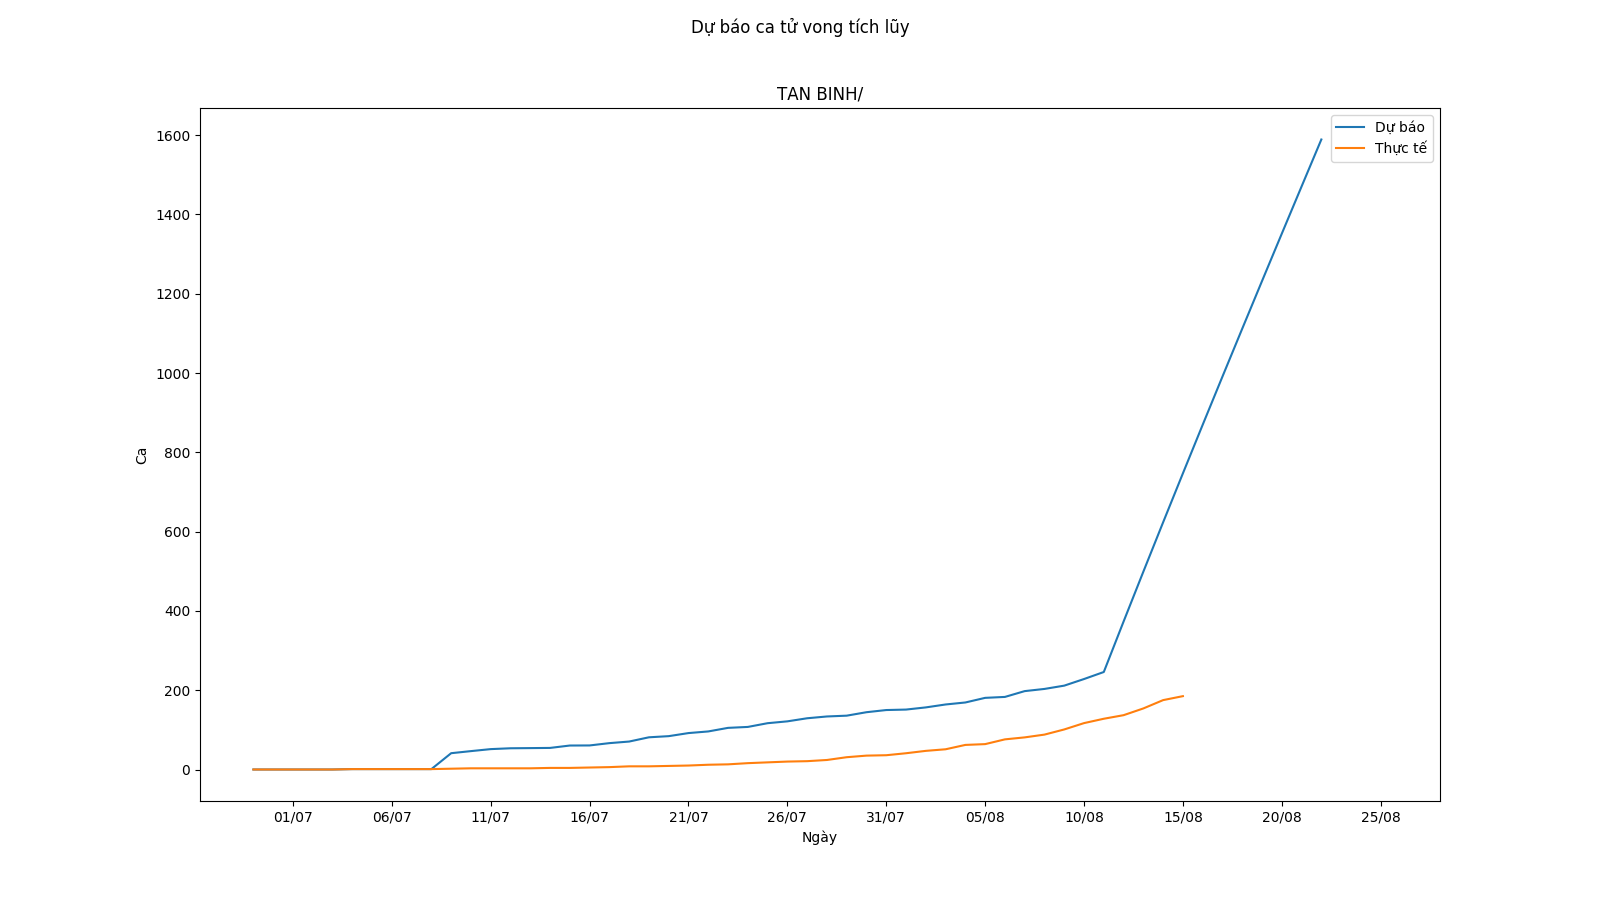 Dự báo ca tử vong tích lũy
TAN BINH/
Dự báo
Thực tế
1600
1400
1200
1000
800
600
400
200
0
Ca
01/07 06/07 11/07 16/07 21/07 26/07 31/07 05/08 10/08 15/08 20/08 25/08
Ngày